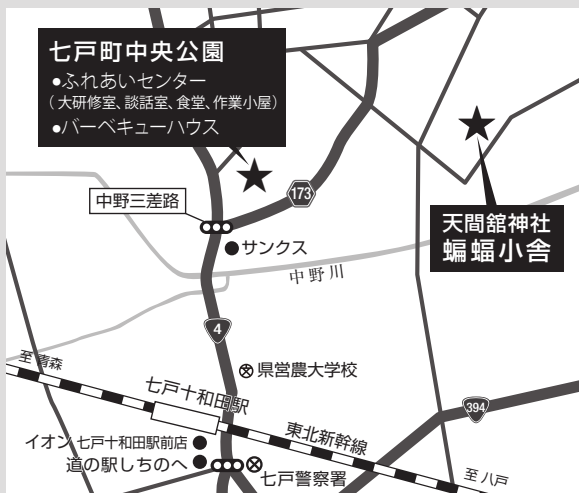 七戸町中央公園
●ふれあいセンター
(大研修室、談話室、食堂、作業小屋)
●バーベキューハウス
173
中野三差路
天間舘神社
蝙蝠小舎
サンクス
中野川
4
県営農大学校
至 青森
七戸十和田駅
394
東北新幹線
イオン 七戸十和田駅前店
道の駅しちのへ
七戸警察署
至 八戸